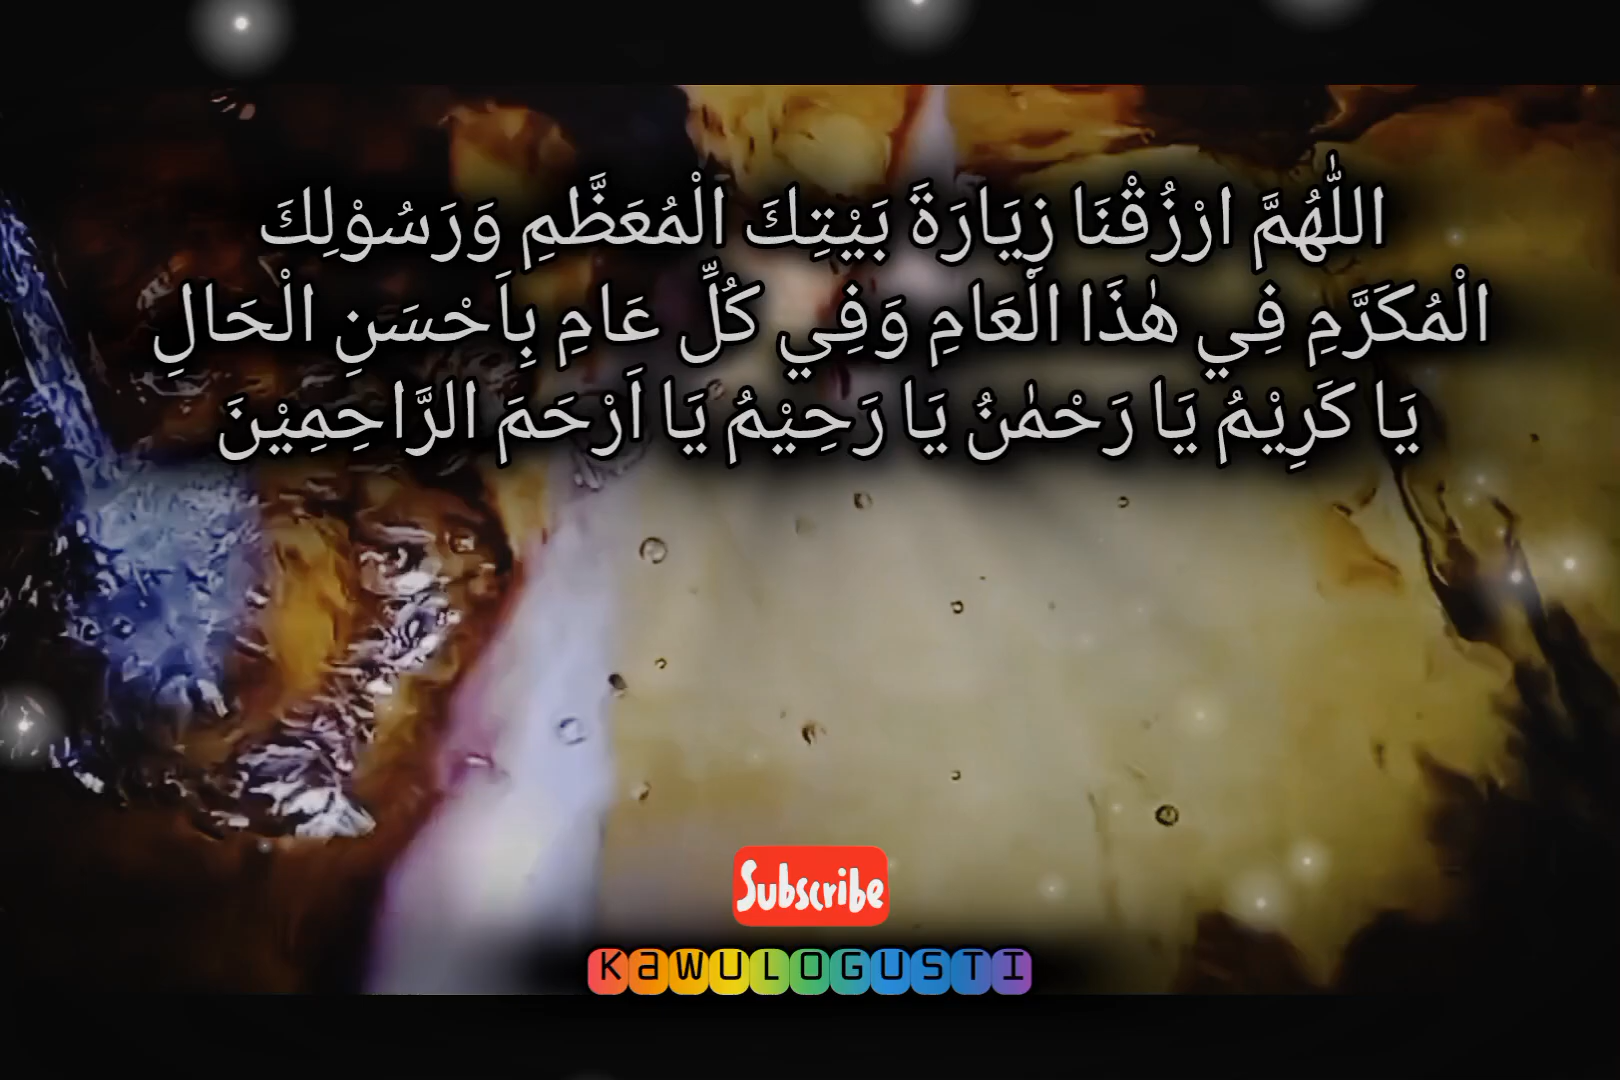 اللّٰهُمَّ ارْزُقْنَا زِيَارَةَ بَيْتِكَ الْمُعَظَّمِ وَرَسُوْلِكَ
الْمُكَرَّمِ فِي هٰذَا الْعَامِ وَفِي كُلِّ عَامِ بِاَحْسَنِ الْحَالِ
يَا كَرِيْمُ يَا رَحْمٰنُ يَا رَحِيْمُ يَا اَرْحَمَ الرَّاحِمِيْنَ
Subscribe
KaWULOGUSTI